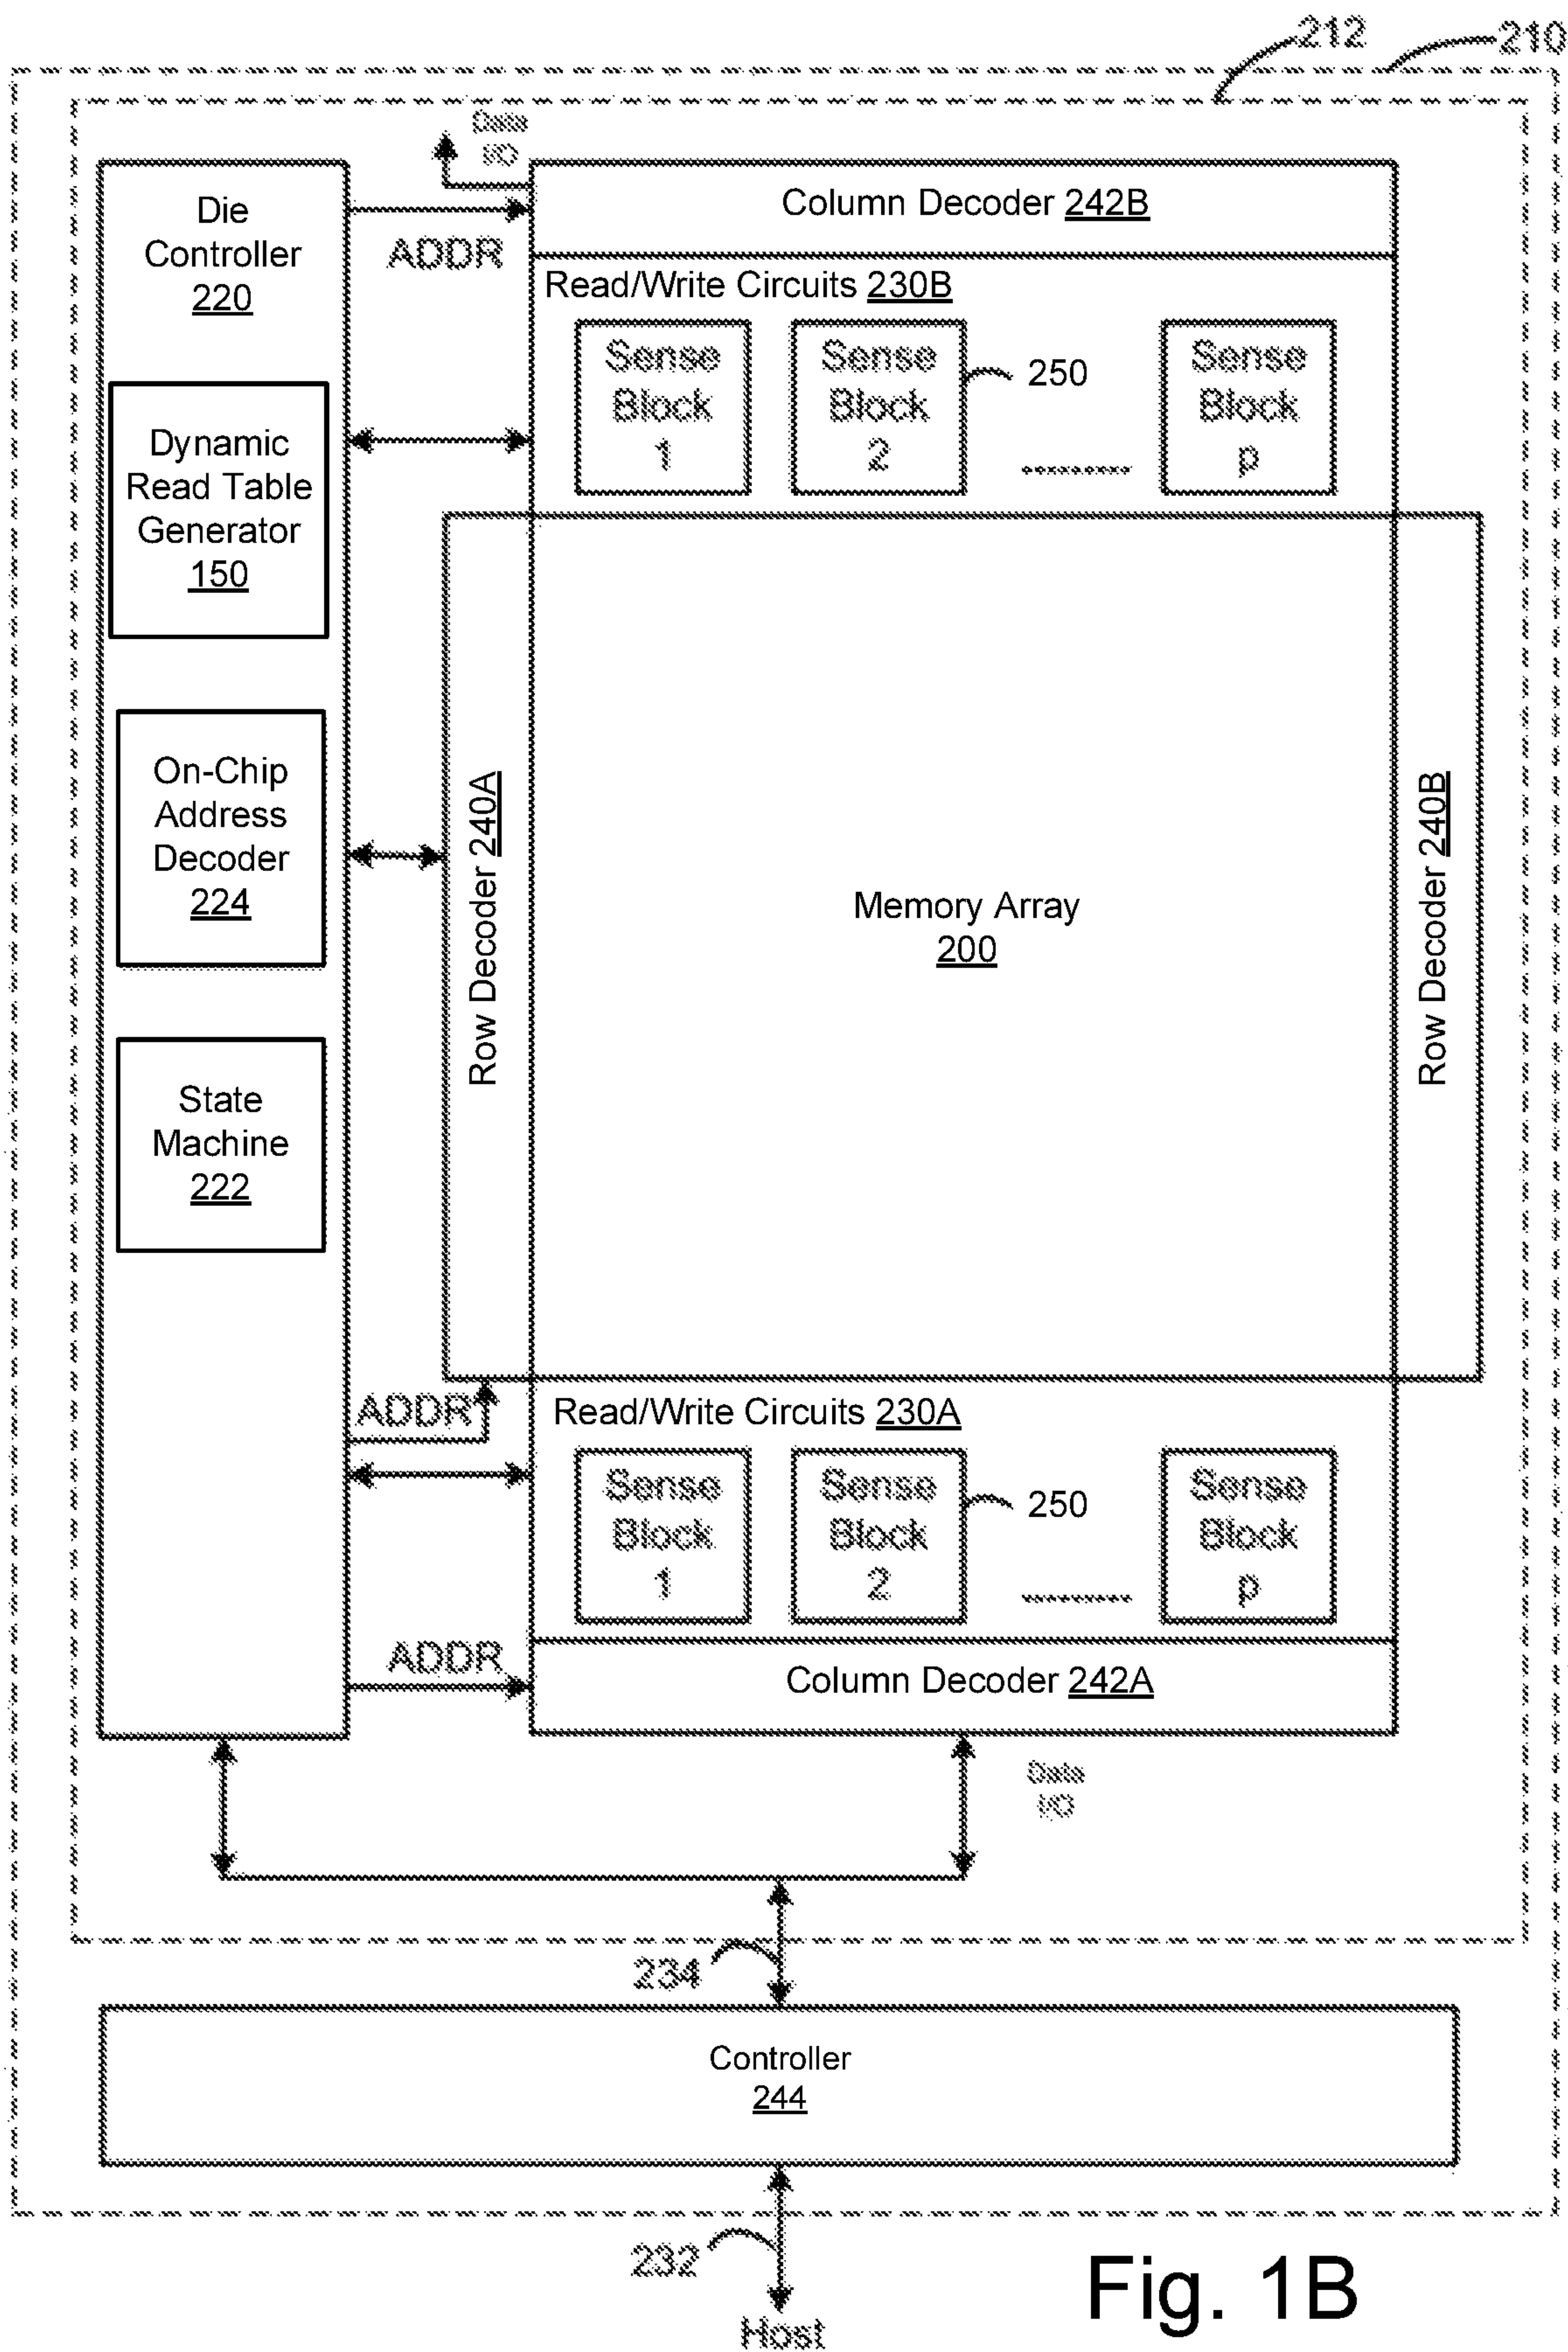 212
210
Data
I/O
Die
Controller
220
ADDR
Column Decoder 242B
Read/Write Circuits 230B
Sense
Block
1
Sense
Block
2
250
Sense
Block
p
Dynamic
Read Table
Generator
150
On-Chip
Address
Decoder
224
State
Machine
222
Row Decoder 240A
Memory Array
200
Row Decoder 240B
ADDR
Read/Write Circuits 230A
Sense
Block
1
Sense
Block
2
250
Sense
Block
p
ADDR
Column Decoder 242A
Data
I/O
234
Controller
244
232
Host
Fig. 1B